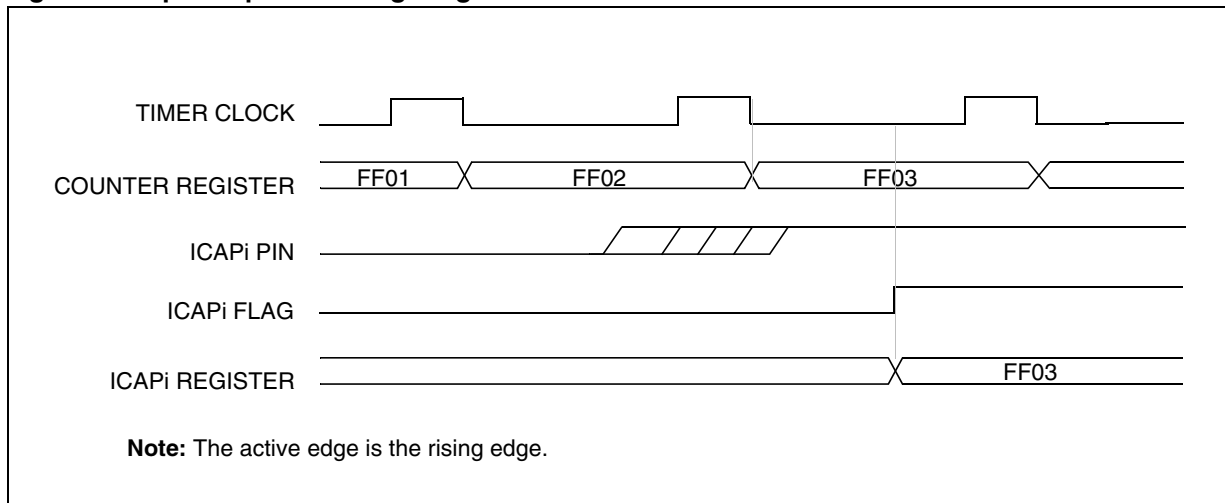 TIMER CLOCK
COUNTER REGISTER
FF01
FF02
FF03
ICAPi PIN
ICAPi FLAG
ICAPi REGISTER
FF03
Note: The active edge is the rising edge.